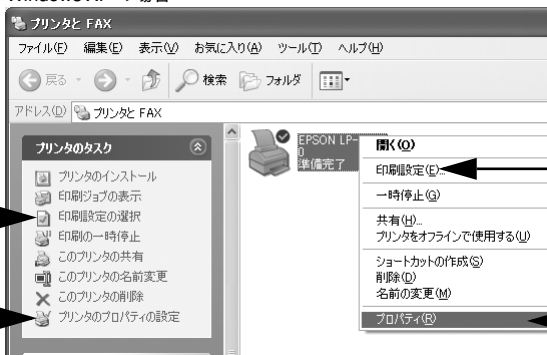 プリンタと FAX
ファイル(F) 編集(E) 表示(V) お気に入り(A) ツール(T) ヘルプ(H)
戻る 検索 フォルダ
アドレス(D) プリンタと FAX
プリンタのタスク
プリンタのインストール
印刷ジョブの表示
印刷設定の選択
印刷の一時停止
このプリンタの共有
このプリンタの名前変更
このプリンタの削除
プリンタのプロパティの設定
EPSON LP-
0
準備完了
開く(O)
印刷設定(E)...
一時停止(G)
共有(H)...
プリンタをオフラインで使用する(U)
ショートカットの作成(S)
削除(D)
名前の変更(M)
プロパティ(R)